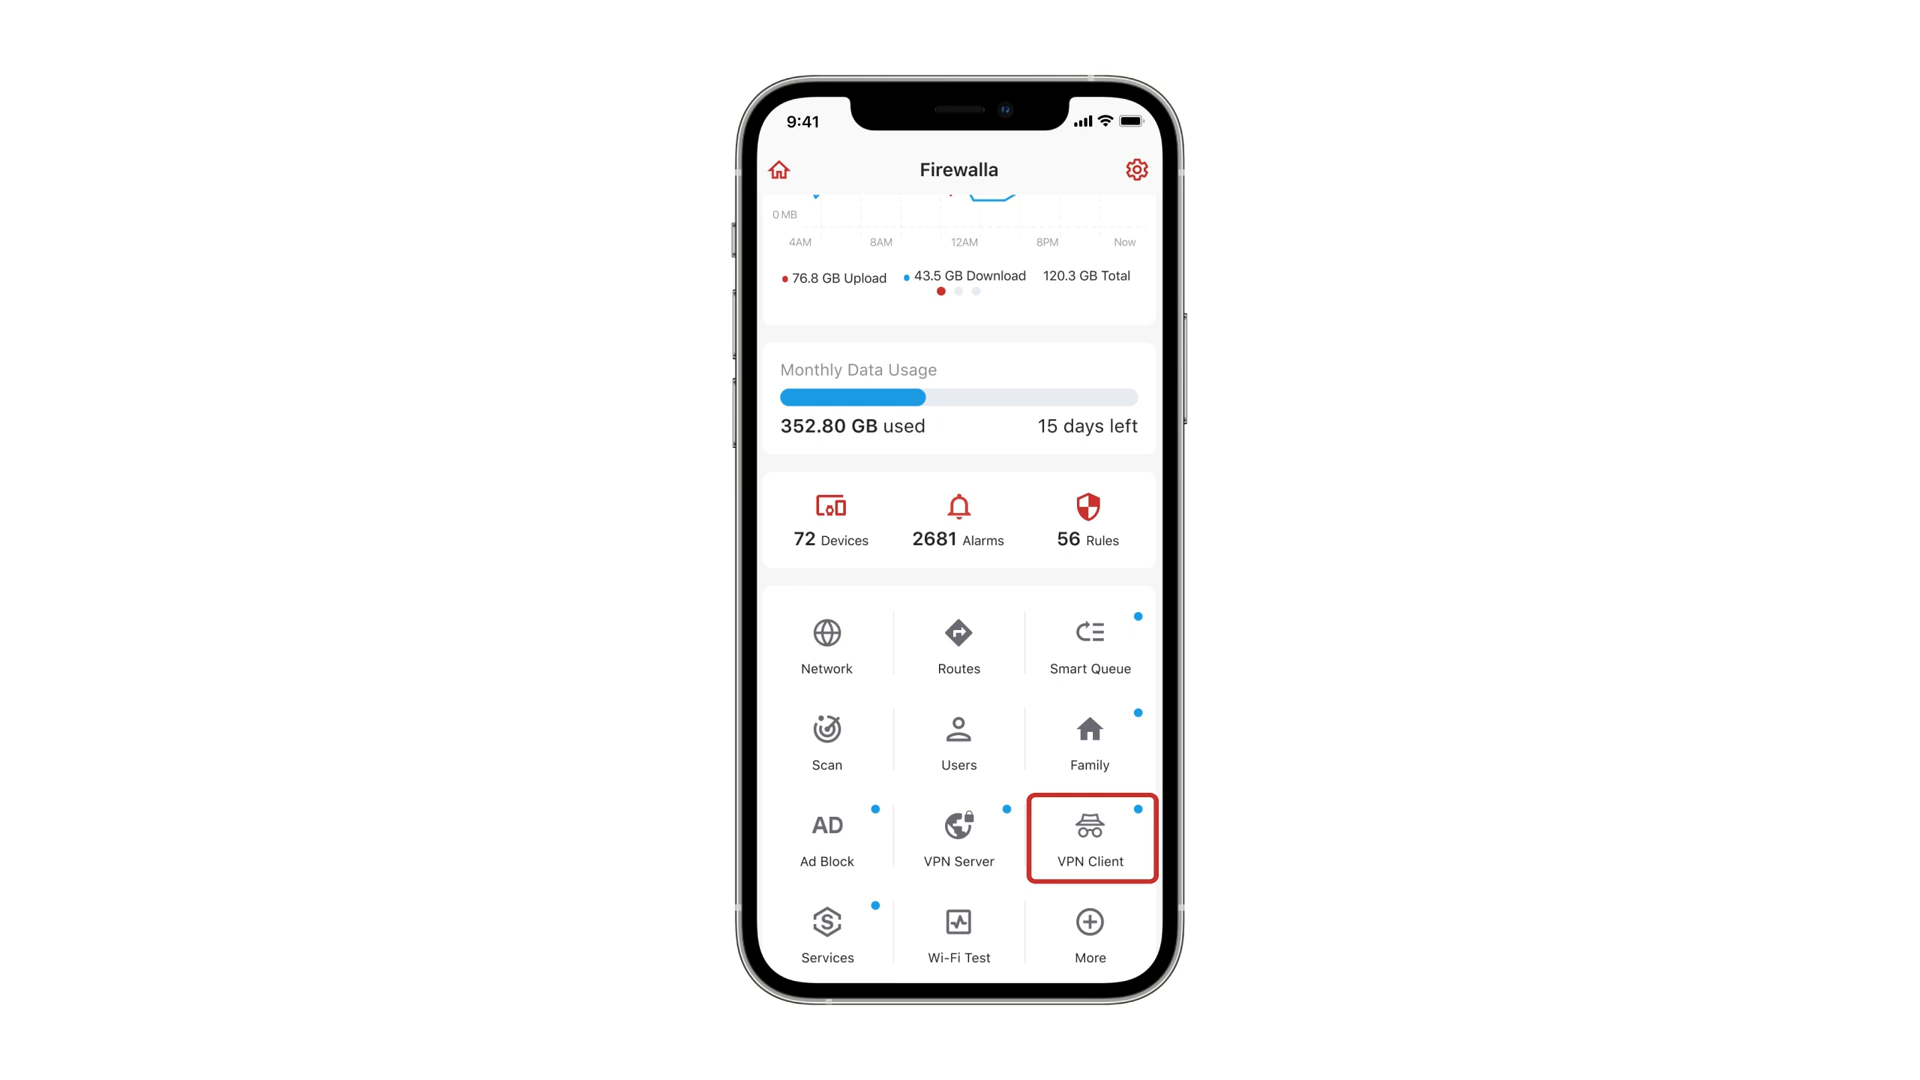 9:41
Firewalla
0 MB
4AM 8AM 12AM 8PM Now
76.8 GB Upload 43.5 GB Download 120.3 GB Total
Monthly Data Usage
352.80 GB used 15 days left
72 Devices 2681 Alarms 56 Rules
Network Routes Smart Queue
Scan Users Family
AD
Ad Block VPN Server VPN Client
S
Services Wi-Fi Test More